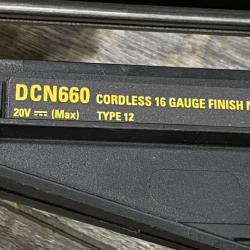 DCN660 CORDLESS 16 GAUGE FINISH
20V ⎓ (Max) TYPE 12